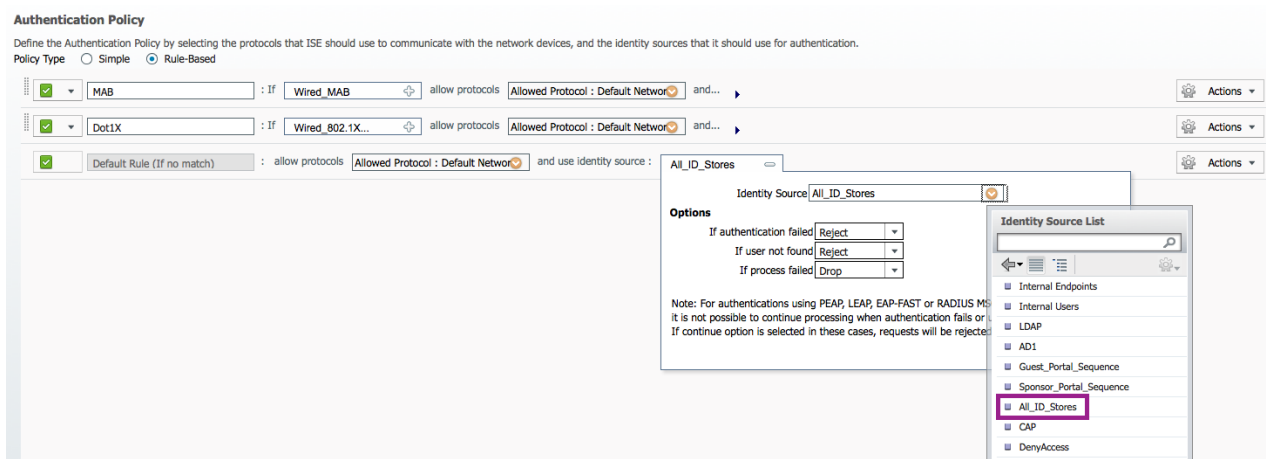 Authentication Policy
Define the Authentication Policy by selecting the protocols that ISE should use to communicate with the network devices, and the identity sources that it should use for authentication.
Policy Type Simple Rule-Based
MAB : If Wired_MAB allow protocols Allowed Protocol : Default Networ and... Actions
Dot1X : If Wired_802.1X... allow protocols Allowed Protocol : Default Networ and... Actions
Default Rule (If no match) : allow protocols Allowed Protocol : Default Networ and use identity source : All_ID_Stores Actions
Identity Source All_ID_Stores
Options
If authentication failed Reject
If user not found Reject
If process failed Drop
Note: For authentications using PEAP, LEAP, EAP-FAST or RADIUS MS
it is not possible to continue processing when authentication fails or
If continue option is selected in these cases, requests will be rejected
Identity Source List
Internal Endpoints
Internal Users
LDAP
AD1
Guest_Portal_Sequence
Sponsor_Portal_Sequence
All_ID_Stores
CAP
DenyAccess